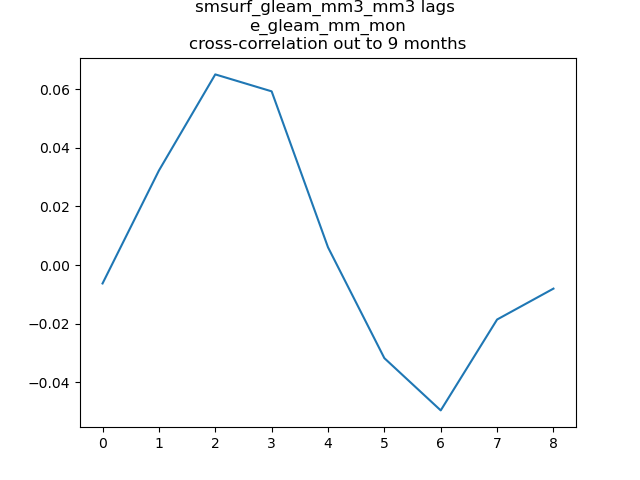 smsurf_gleam_mm3_mm3 lags
e_gleam_mm_mon
cross-correlation out to 9 months
0.06
0.04
0.02
0.00
−0.02
−0.04
0 1 2 3 4 5 6 7 8